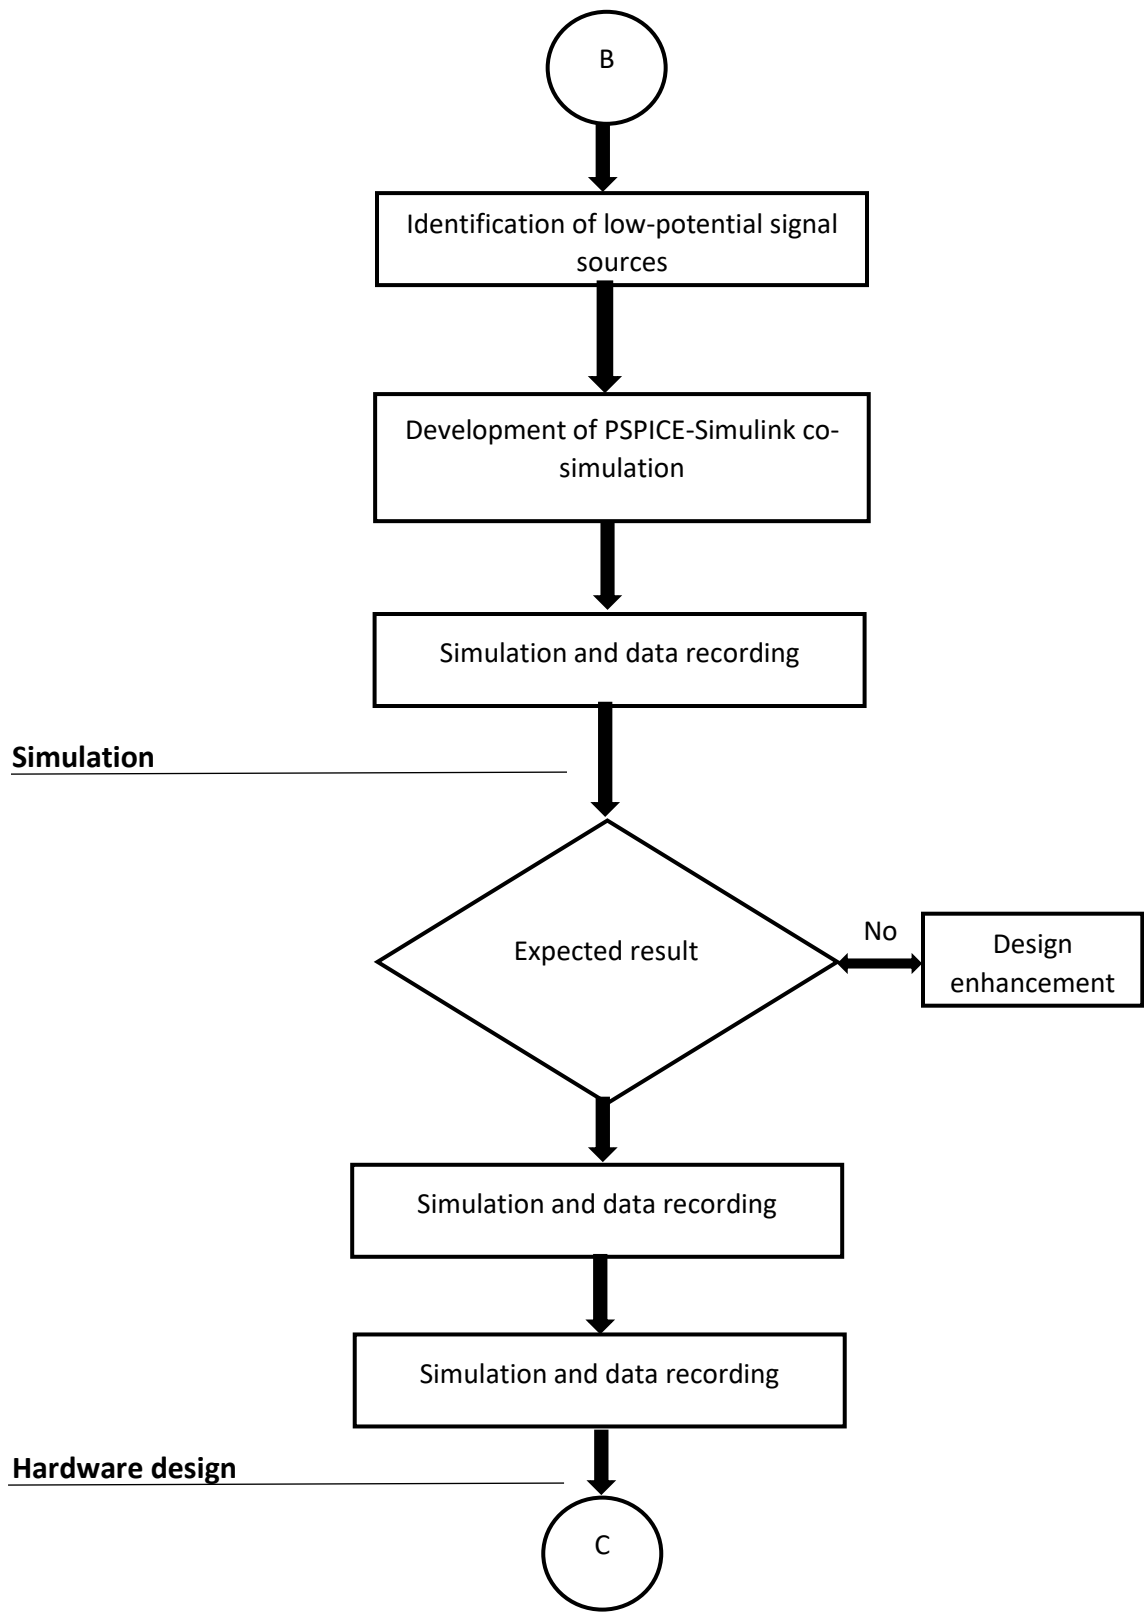 B
Identification of low-potential signal
sources
Development of PSPICE-Simulink co-
simulation
Simulation and data recording
Simulation
Expected result
No
Design
enhancement
Simulation and data recording
Simulation and data recording
Hardware design
C